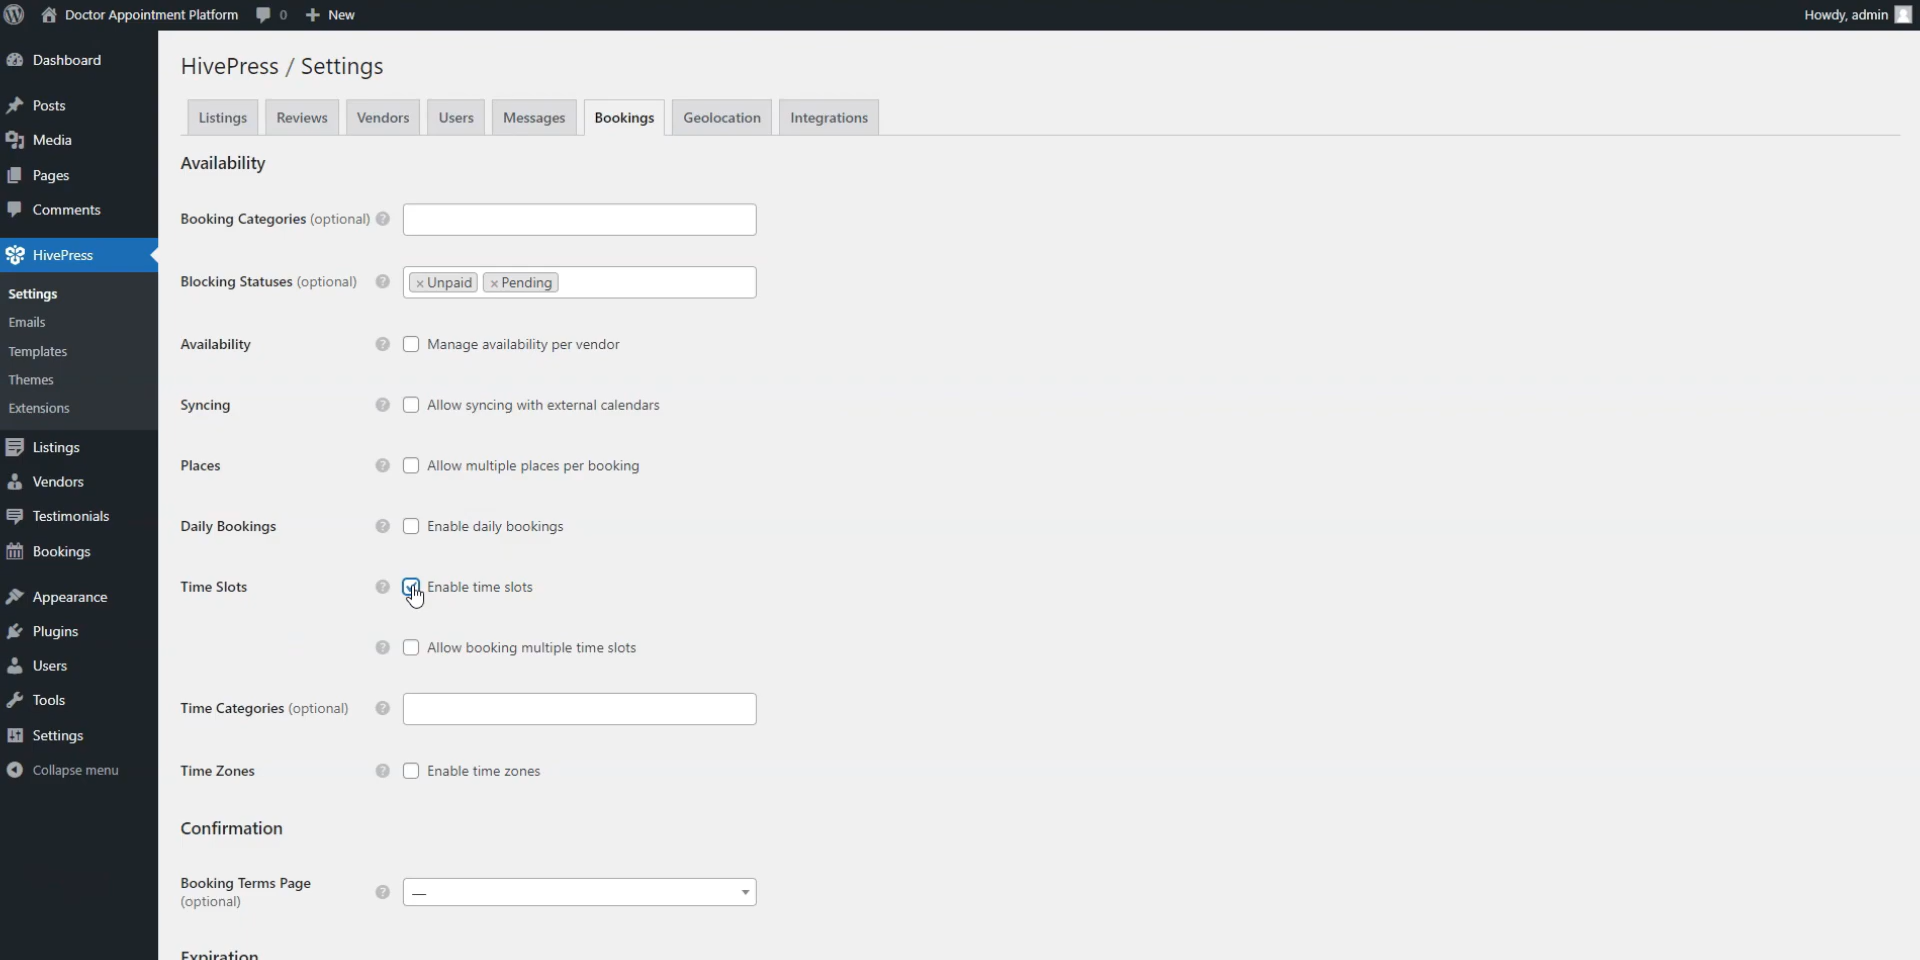 Doctor Appointment Platform 0 New Howdy, admin
Dashboard
Posts
Media
Pages
Comments
HivePress
Settings
Emails
Templates
Themes
Extensions
Listings
Vendors
Testimonials
Bookings
Appearance
Plugins
Users
Tools
Settings
Collapse menu
HivePress / Settings
Listings Reviews Vendors Users Messages Bookings Geolocation Integrations
Availability
Booking Categories (optional) ?
Blocking Statuses (optional) ? × Unpaid × Pending
Availability ? Manage availability per vendor
Syncing ? Allow syncing with external calendars
Places ? Allow multiple places per booking
Daily Bookings ? Enable daily bookings
Time Slots ? Enable time slots
? Allow booking multiple time slots
Time Categories (optional) ?
Time Zones ? Enable time zones
Confirmation
Booking Terms Page
(optional) ? —
Expiration